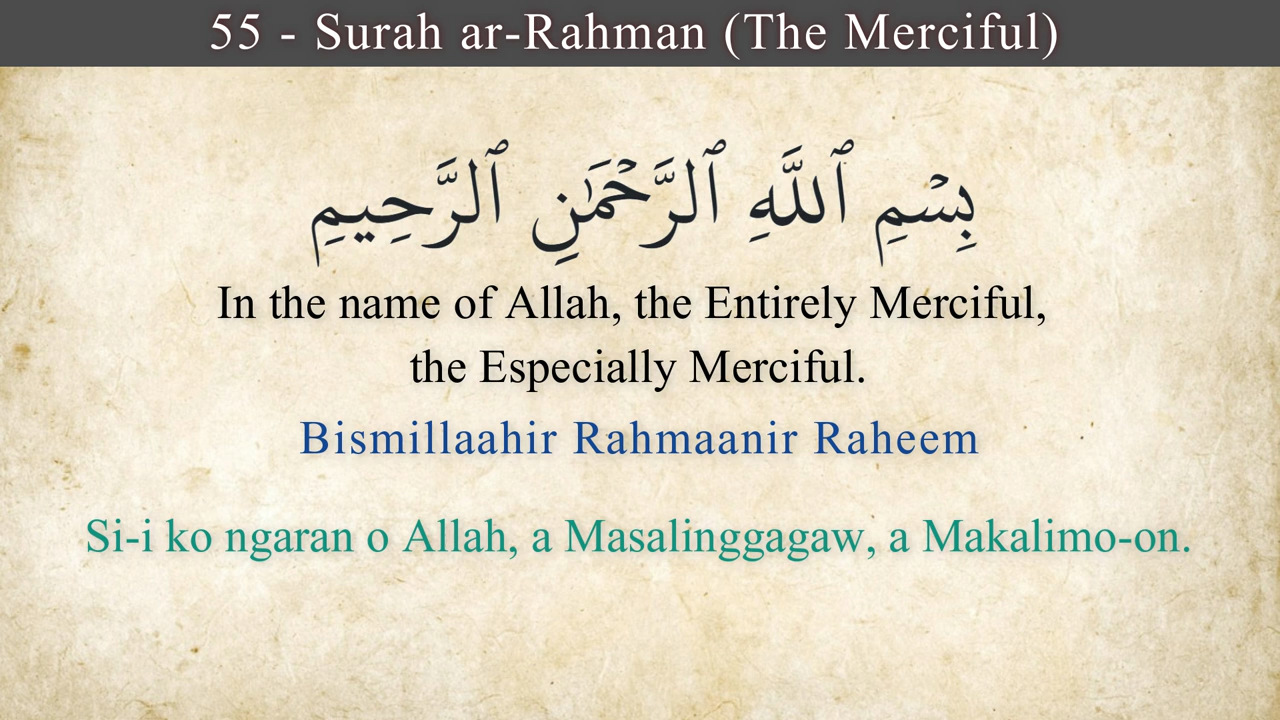 55 - Surah ar-Rahman (The Merciful)
بِسْمِ ٱللَّهِ ٱلرَّحْمَٰنِ ٱلرَّحِيمِ
In the name of Allah, the Entirely Merciful,
the Especially Merciful.
Bismillaahir Rahmaanir Raheem
Si-i ko ngaran o Allah, a Masalinggagaw, a Makalimo-on.